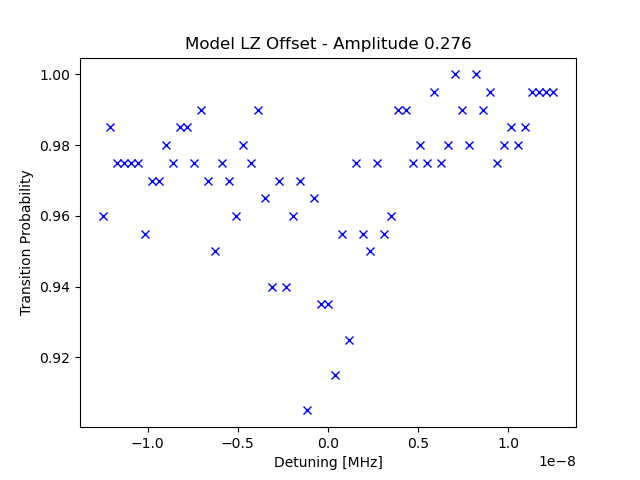 Model LZ Offset - Amplitude 0.276
1.00
0.98
0.96
0.94
0.92
Transition Probability
−1.0 −0.5 0.0 0.5 1.0
1e−8
Detuning [MHz]